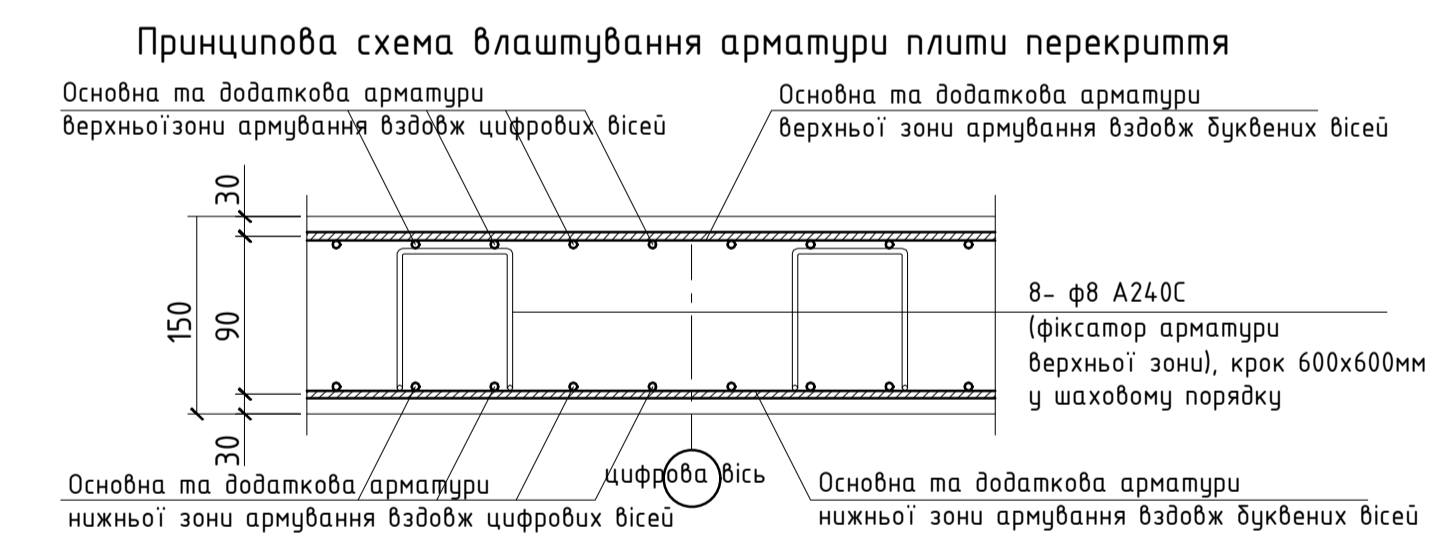 Принципова схема влаштування арматури плити перекриття
Основна та додаткова арматури
верхньоїзони армування вздовж цифрових вісей
Основна та додаткова арматури
верхньої зони армування вздовж буквених вісей
30
150
90
30
8- ф8 А240С
(фіксатор арматури
верхньої зони), крок 600х600мм
у шаховому порядку
цифрова вісь
Основна та додаткова арматури
нижньої зони армування вздовж цифрових вісей
Основна та додаткова арматури
нижньої зони армування вздовж буквених вісей